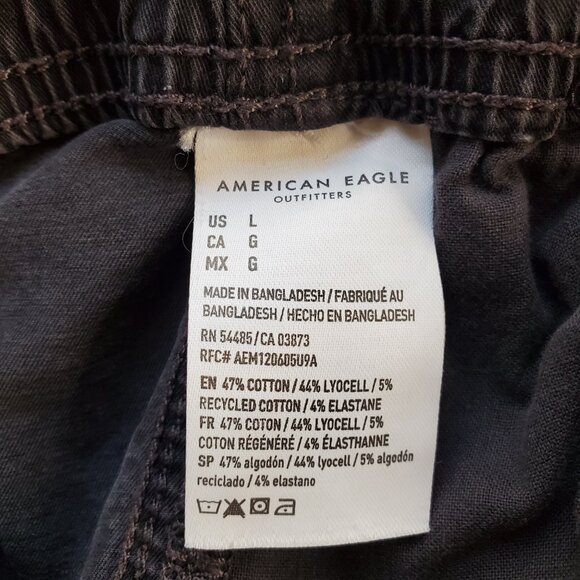 AMERICAN EAGLE
OUTFITTERS
US L
CA G
MX G
MADE IN BANGLADESH / FABRIQUÉ AU
BANGLADESH / HECHO EN BANGLADESH
RN 54485 / CA 03873
RFC# AEM120605U9A
EN 47% COTTON / 44% LYOCELL / 5%
RECYCLED COTTON / 4% ELASTANE
FR 47% COTON / 44% LYOCELL / 5%
COTON RÉGÉNÉRÉ / 4% ÉLASTHANNE
SP 47% algodón / 44% lyocell / 5% algodón
reciclado / 4% elastano